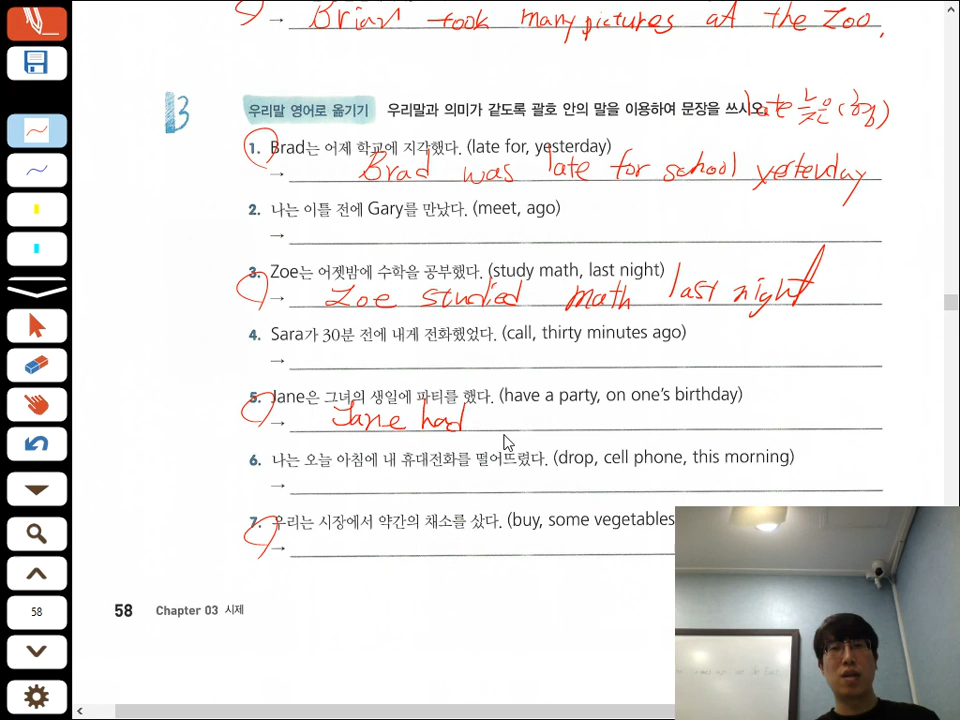 → Brian took many pictures at the zoo.
B 우리말 영어로 옮기기 우리말과 의미가 같도록 괄호 안의 말을 이용하여 문장을 쓰시오. late 늦은 (형)
1. Brad는 어제 학교에 지각했다. (late for, yesterday)
→ Brad was late for school yesterday
2. 나는 이틀 전에 Gary를 만났다. (meet, ago)
→
3. Zoe는 어젯밤에 수학을 공부했다. (study math, last night)
→ Zoe studied math last night
4. Sara가 30분 전에 내게 전화했었다. (call, thirty minutes ago)
→
5. Jane은 그녀의 생일에 파티를 했다. (have a party, on one's birthday)
→ Jane had
6. 나는 오늘 아침에 내 휴대전화를 떨어뜨렸다. (drop, cell phone, this morning)
→
7. 우리는 시장에서 약간의 채소를 샀다. (buy, some vegetables
→
58 Chapter 03 시제
58